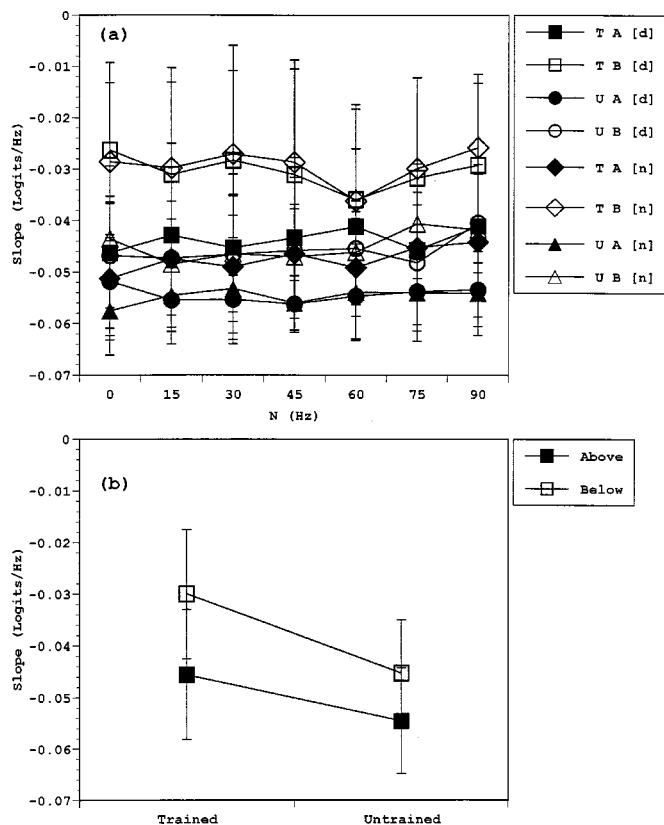 (a)
0
-0.01
-0.02
-0.03
-0.04
-0.05
-0.06
-0.07
Slope (Logits/Hz)
0 15 30 45 60 75 90
N (Hz)
T A [d]
T B [d]
U A [d]
U B [d]
T A [n]
T B [n]
U A [n]
U B [n]
(b)
0
-0.01
-0.02
-0.03
-0.04
-0.05
-0.06
-0.07
Slope (Logits/Hz)
Trained Untrained
Above
Below